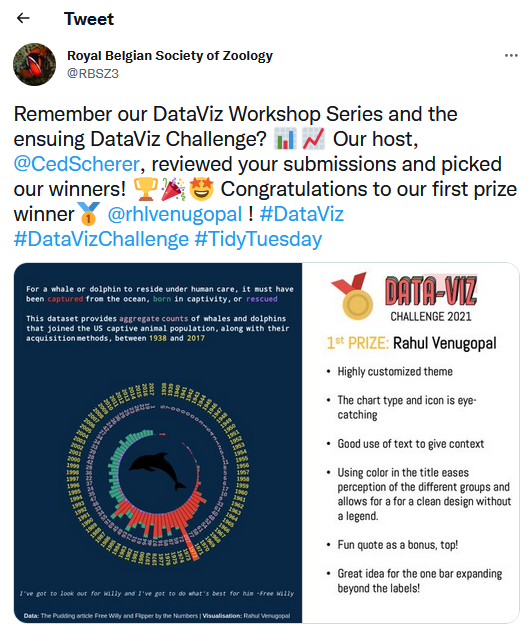 Tweet
Royal Belgian Society of Zoology
@RBSZ3
Remember our DataViz Workshop Series and the
ensuing DataViz Challenge? 📊📈 Our host,
@CedScherer, reviewed your submissions and picked
our winners! 🏆🎉🤩 Congratulations to our first prize
winner🥇 @rhlvenugopal ! #DataViz
#DataVizChallenge #TidyTuesday
For a whale or dolphin to reside under human care, it must have
been captured from the ocean, born in captivity, or rescued
This dataset provides aggregate counts of whales and dolphins
that joined the US captive animal population, along with their
acquisition methods, between 1938 and 2017
I've got to look out for Willy and I've got to do what's best for him -Free Willy
Data: The Pudding article Free Willy and Flipper by the Numbers | Visualisation: Rahul Venugopal
DATA-VIZ
CHALLENGE 2021
1st PRIZE: Rahul Venugopal
• Highly customized theme
• The chart type and icon is eye-
catching
• Good use of text to give context
• Using color in the title eases
perception of the different groups and
allows for a for a clean design without
a legend.
• Fun quote as a bonus, top!
• Great idea for the one bar expanding
beyond the labels!